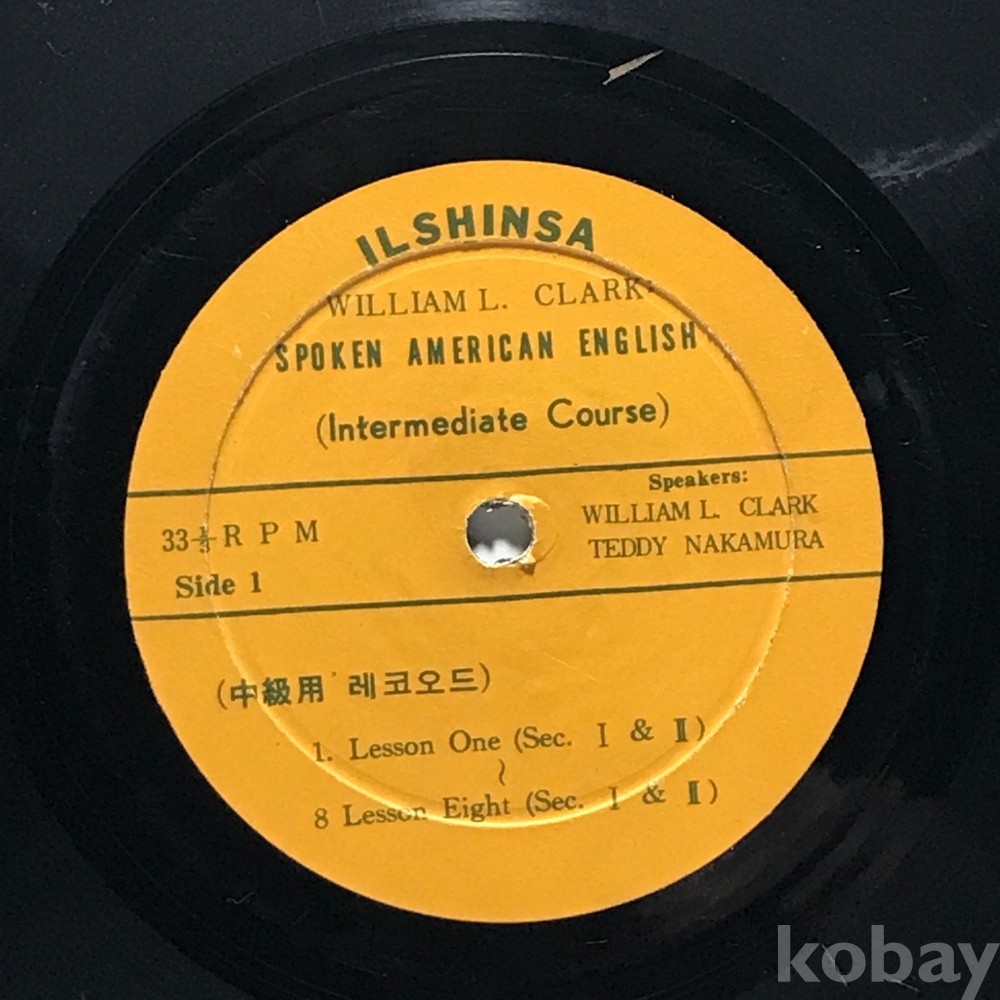 ILSHINSA
WILLIAM L. CLARK:
SPOKEN AMERICAN ENGLISH
(Intermediate Course)
Speakers:
WILLIAM L. CLARK
TEDDY NAKAMURA
33⅓ R P M
Side 1
(中級用 레코오드)
1. Lesson One (Sec. Ⅰ & Ⅱ)
~
8 Lesson Eight (Sec. Ⅰ & Ⅱ)
kobay